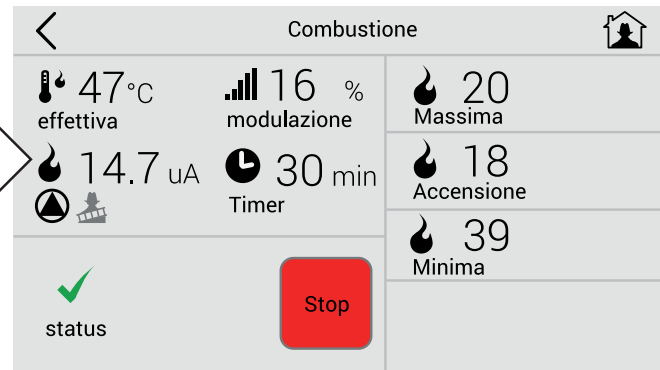 Combustione
47°C
effettiva
16 %
modulazione
14.7 uA
30 min
Timer
20
Massima
18
Accensione
39
Minima
status
Stop